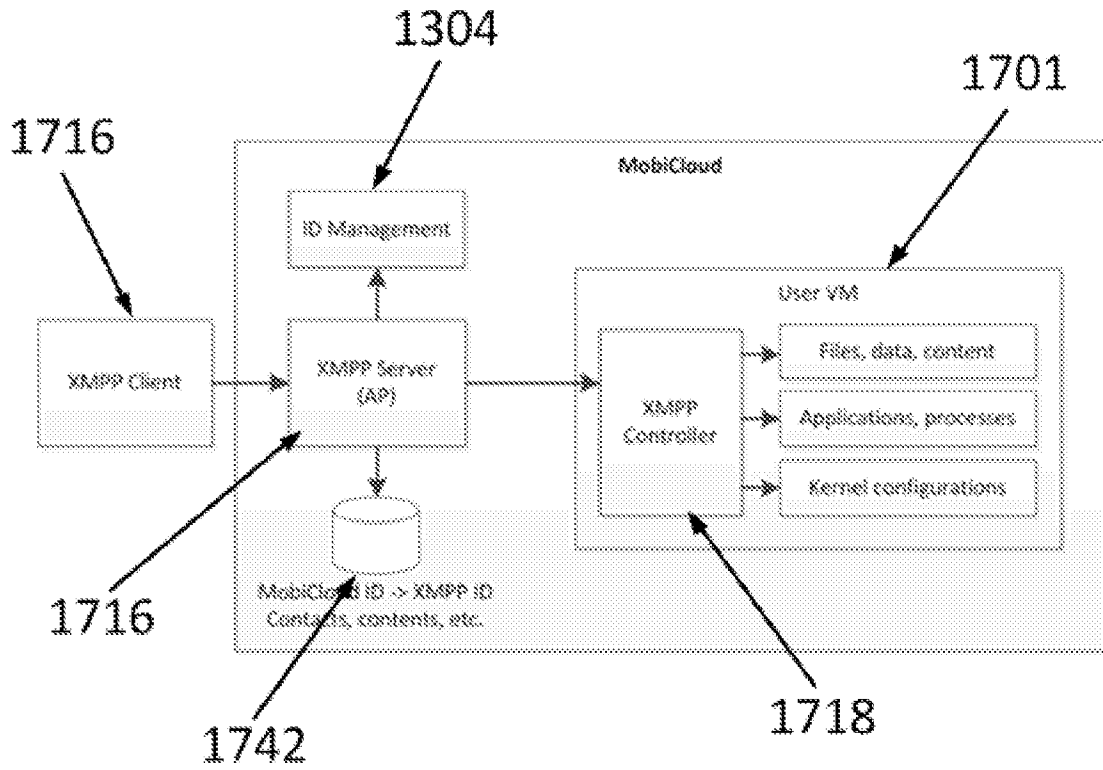 1304
1701
1716
MobiCloud
ID Management
User VM
XMPP Client
XMPP Server
(AP)
XMPP
Controller
Files, data, content
Applications, processes
Kernel configurations
MobiCloud ID -> XMPP ID
Contacts, contents, etc.
1716
1718
1742